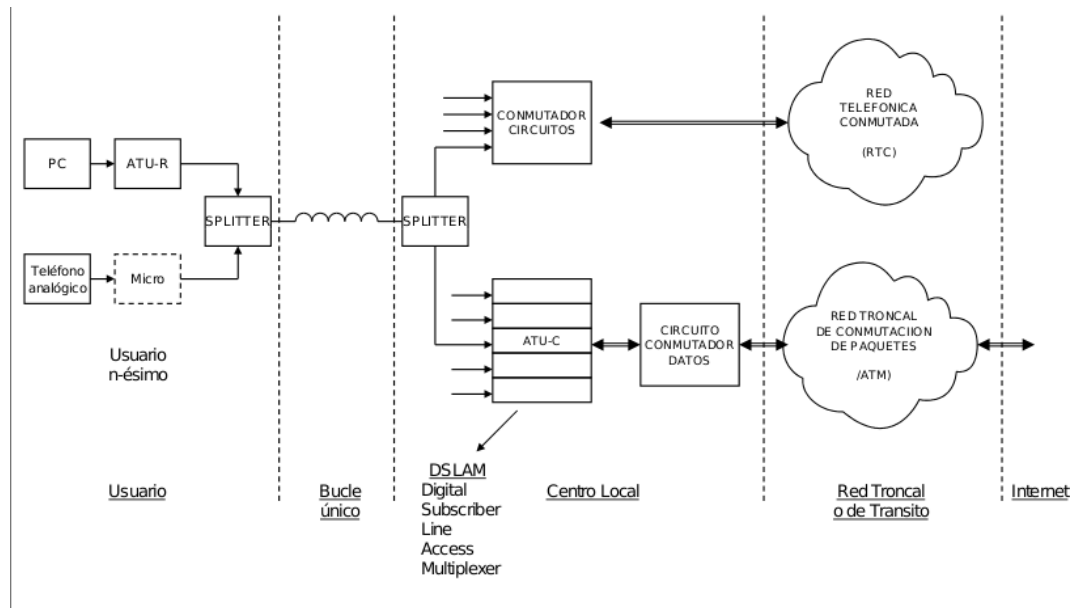 CONMUTADOR
CIRCUITOS
RED
TELEFONICA
CONMUTADA
(RTC)
PC
ATU-R
SPLITTER
SPLITTER
Teléfono
analógico
Micro
ATU-C
CIRCUITO
CONMUTADOR
DATOS
RED TRONCAL
DE CONMUTACIION
DE PAQUETES
/ATM)
Usuario
n-ésimo
Usuario
Bucle
único
DSLAM
Digital
Subscriber
Line
Access
Multiplexer
Centro Local
Red Troncal
o de Transito
Internet